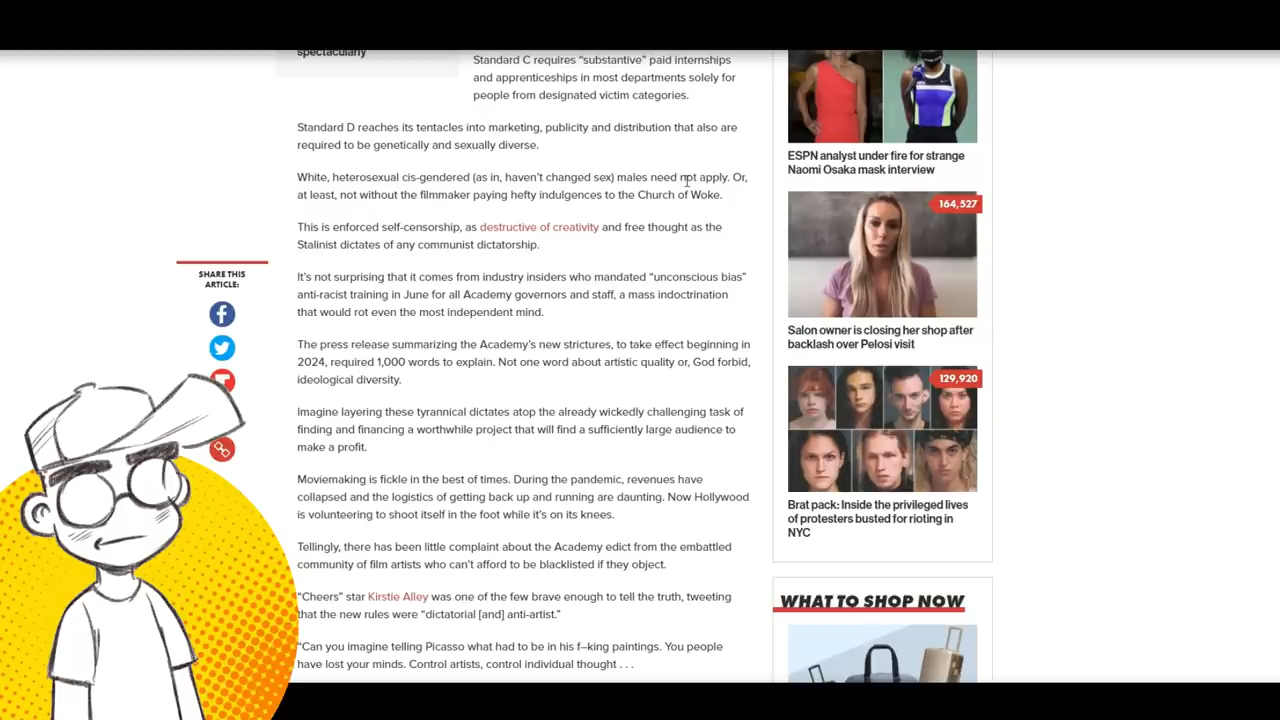 spectacularly
Standard C requires “substantive” paid internships
and apprenticeships in most departments solely for
people from designated victim categories.
Standard D reaches its tentacles into marketing, publicity and distribution that also are
required to be genetically and sexually diverse.
White, heterosexual cis-gendered (as in, haven’t changed sex) males need not apply. Or,
at least, not without the filmmaker paying hefty indulgences to the Church of Woke.
This is enforced self-censorship, as destructive of creativity and free thought as the
Stalinist dictates of any communist dictatorship.
It’s not surprising that it comes from industry insiders who mandated “unconscious bias”
anti-racist training in June for all Academy governors and staff, a mass indoctrination
that would rot even the most independent mind.
The press release summarizing the Academy’s new strictures, to take effect beginning in
2024, required 1,000 words to explain. Not one word about artistic quality or, God forbid,
ideological diversity.
Imagine layering these tyrannical dictates atop the already wickedly challenging task of
finding and financing a worthwhile project that will find a sufficiently large audience to
make a profit.
Moviemaking is fickle in the best of times. During the pandemic, revenues have
collapsed and the logistics of getting back up and running are daunting. Now Hollywood
is volunteering to shoot itself in the foot while it’s on its knees.
Tellingly, there has been little complaint about the Academy edict from the embattled
community of film artists who can’t afford to be blacklisted if they object.
“Cheers” star Kirstie Alley was one of the few brave enough to tell the truth, tweeting
that the new rules were “dictatorial [and] anti-artist.”
“Can you imagine telling Picasso what had to be in his f–king paintings. You people
have lost your minds. Control artists, control individual thought . . .
SHARE THIS
ARTICLE:
ESPN analyst under fire for strange
Naomi Osaka mask interview
164,527
Salon owner is closing her shop after
backlash over Pelosi visit
129,920
Brat pack: Inside the privileged lives
of protesters busted for rioting in
NYC
WHAT TO SHOP NOW